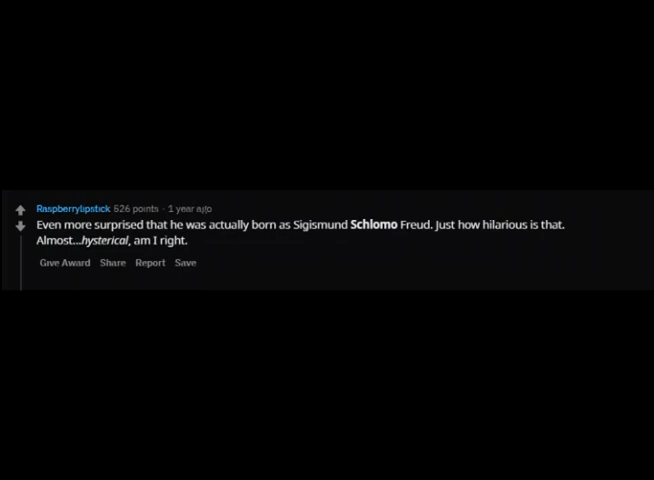 Raspberrylipstick 526 points · 1 year ago
Even more surprised that he was actually born as Sigismund Schlomo Freud. Just how hilarious is that.
Almost...hysterical, am I right.
Give Award Share Report Save